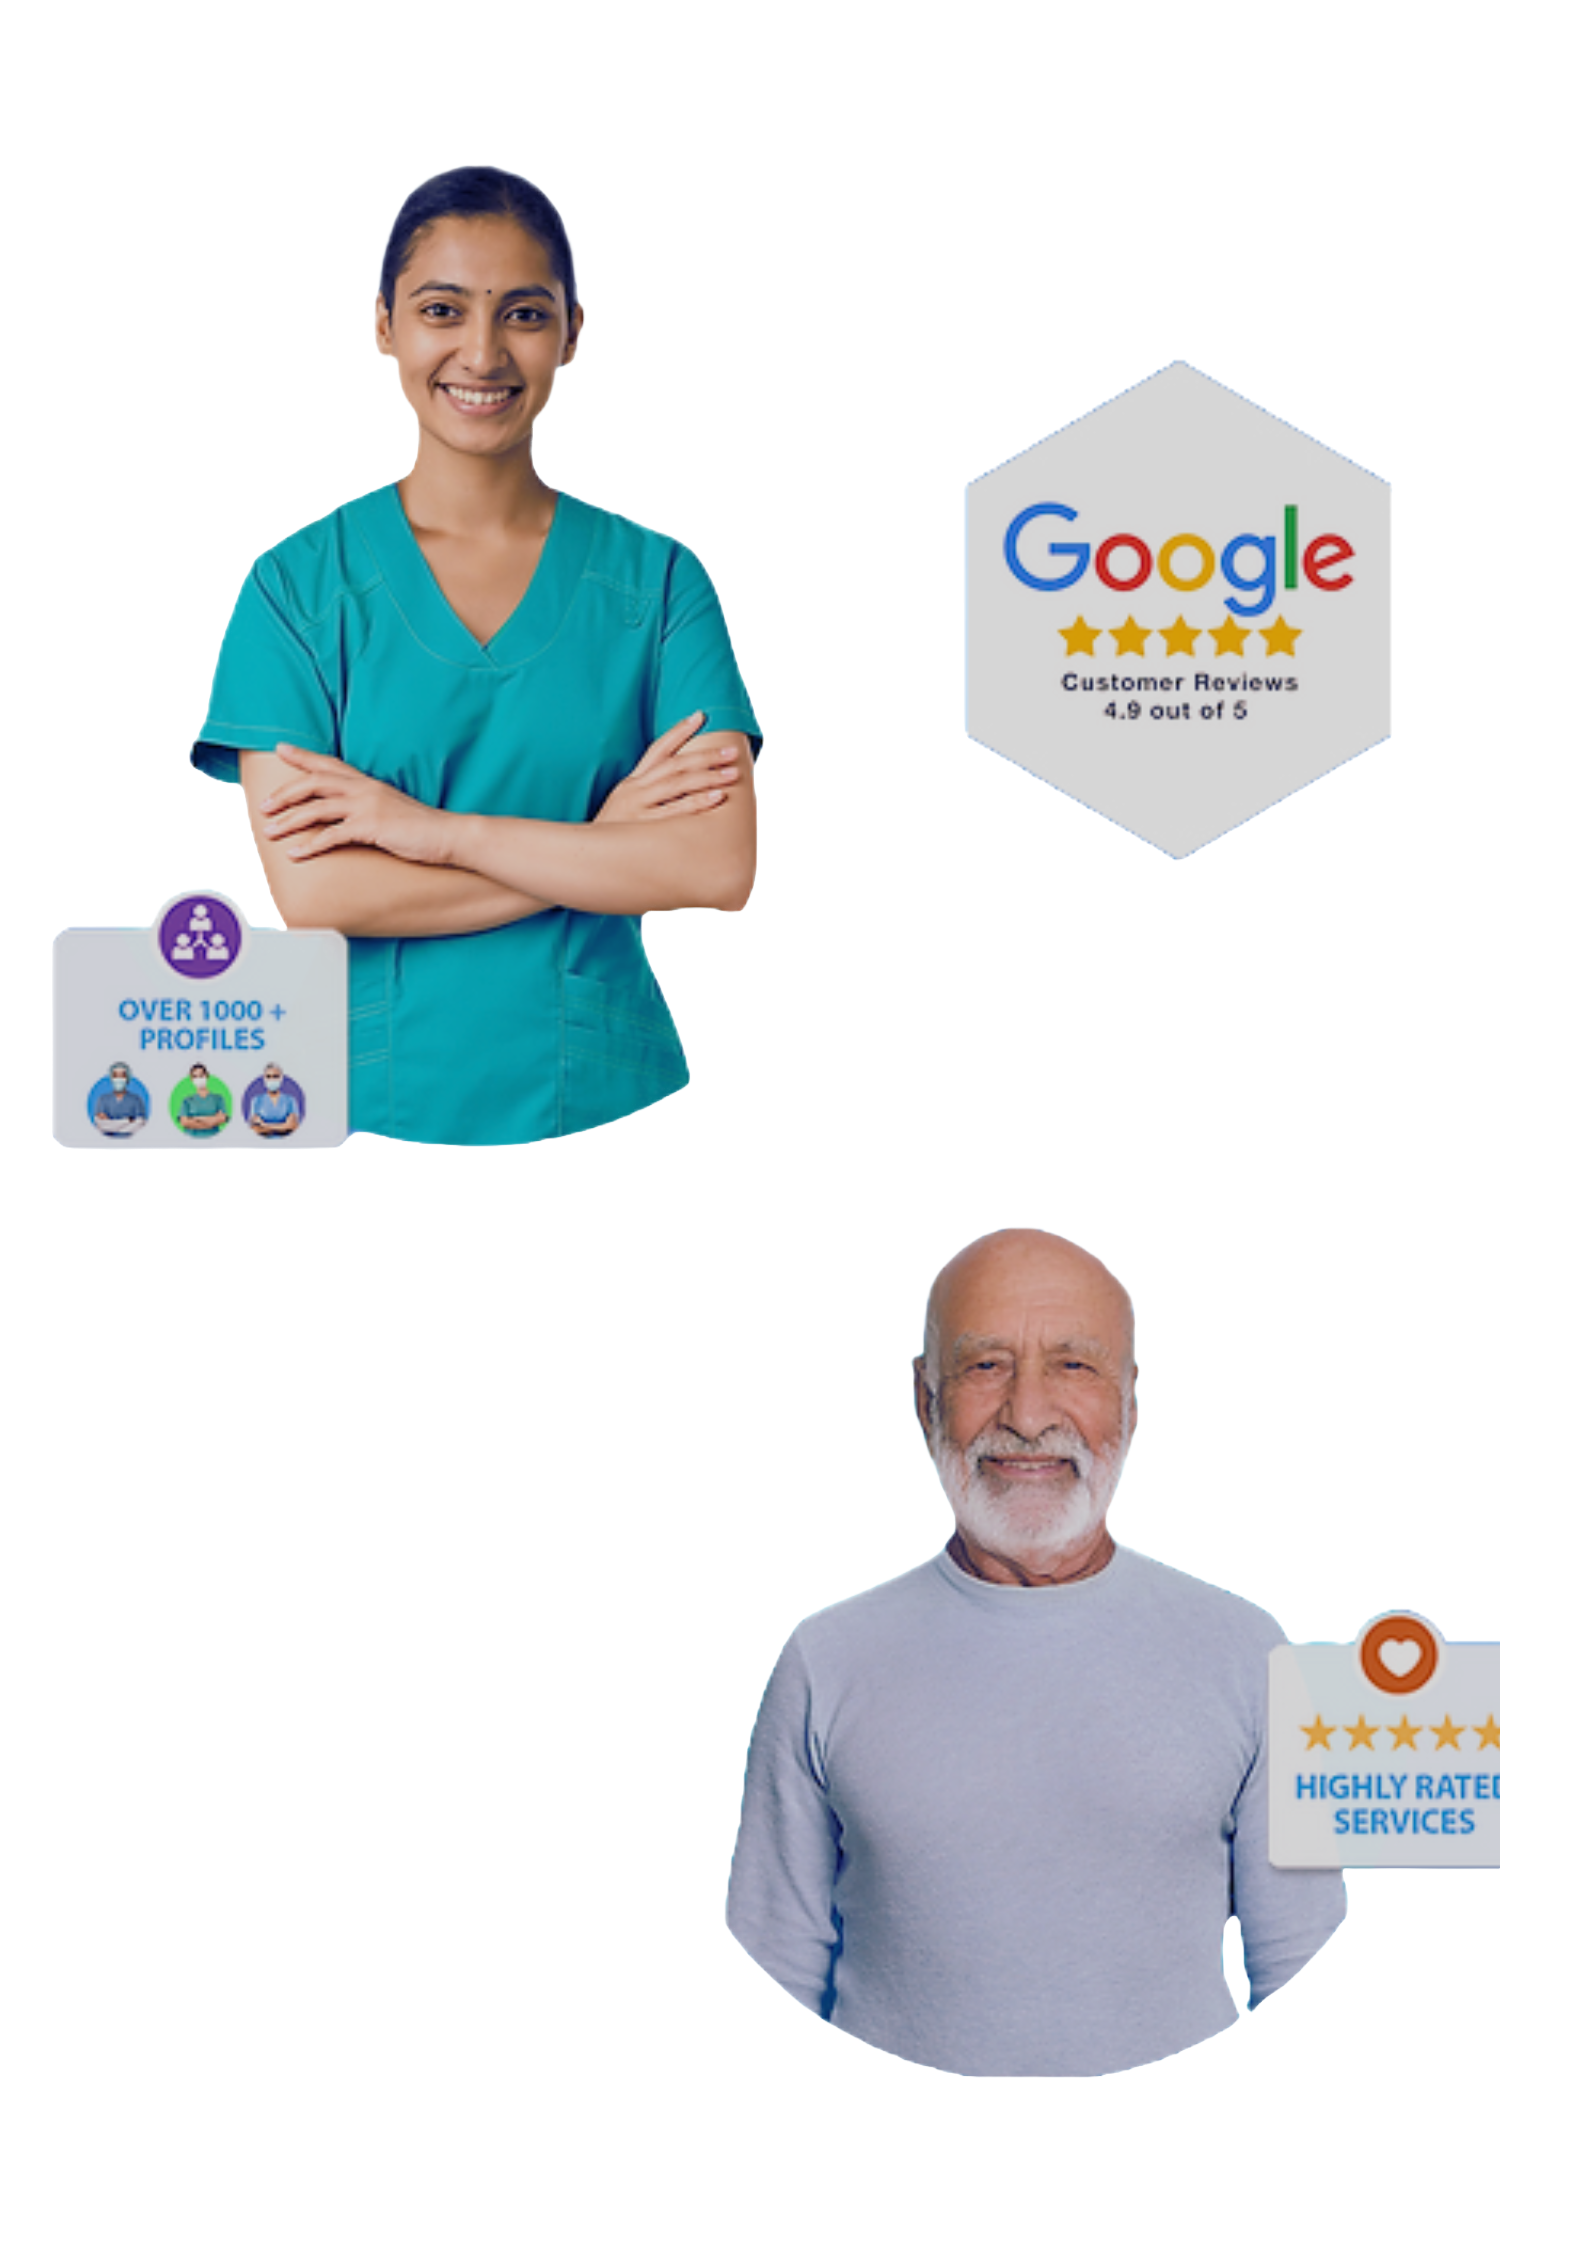 Google
Customer Reviews
4.9 out of 5
OVER 1000 +
PROFILES
HIGHLY RATED
SERVICES